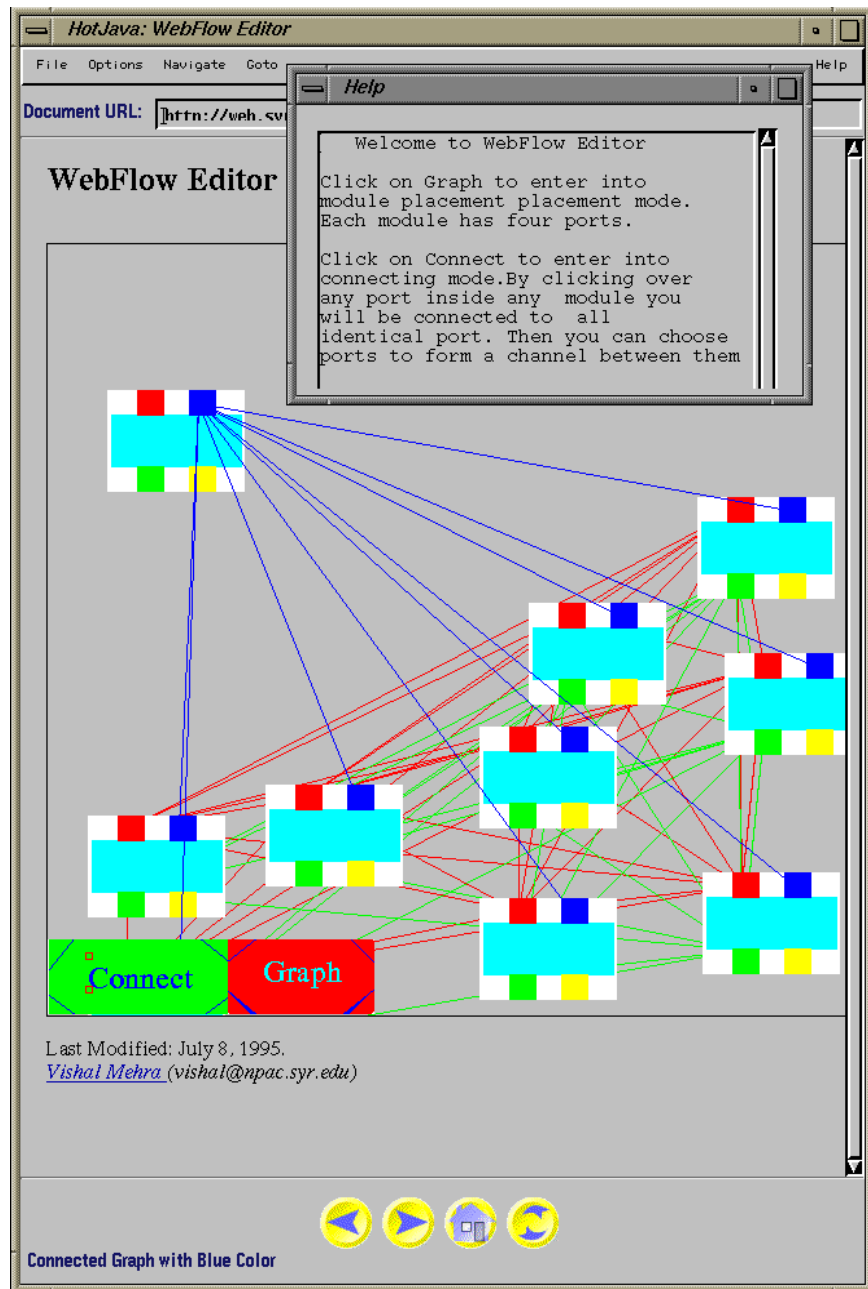 HotJava: WebFlow Editor
File Options Navigate Goto Help
Help
Document URL:
WebFlow Editor
Welcome to WebFlow Editor
Click on Graph to enter into
module placement placement mode.
Each module has four ports.
Click on Connect to enter into
connecting mode.By clicking over
any port inside any module you
will be connected to all
identical port. Then you can choose
ports to form a channel between them
Connect Graph
Last Modified: July 8, 1995.
Vishal Mehra (vishal@npac.syr.edu)
Connected Graph with Blue Color